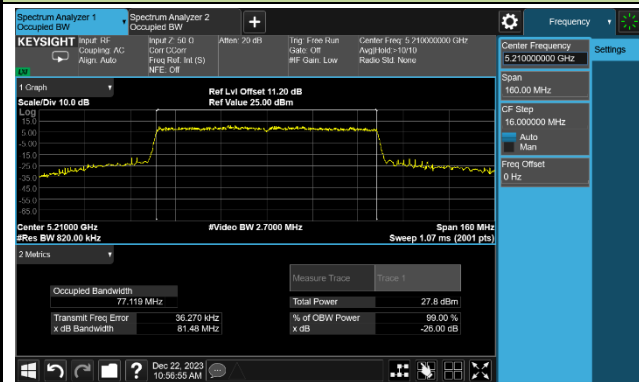 Spectrum Analyzer 1
Occupied BW
Spectrum Analyzer 2
Occupied BW
Frequency
KEYSIGHT
Input: RF
Coupling: AC
Align: Auto
Input Z: 50 Ω
Corr CCorr
Freq Ref: Int (S)
NFE: Off
Atten: 20 dB
Trig: Free Run
Gate: Off
#IF Gain: Low
Center Freq: 5.210000000 GHz
Avg|Hold:>10/10
Radio Std: None
Center Frequency
5.210000000 GHz
Settings
Span
160.00 MHz
CF Step
16.000000 MHz
Auto
Man
Freq Offset
0 Hz
1 Graph
Scale/Div 10.0 dB
Ref Lvl Offset 11.20 dB
Ref Value 25.00 dBm
Log
15.0
5.00
-5.00
-15.0
-25.0
-35.0
-45.0
-55.0
-65.0
Center 5.21000 GHz
#Res BW 820.00 kHz
#Video BW 2.7000 MHz
Span 160 MHz
Sweep 1.07 ms (2001 pts)
2 Metrics
Measure Trace
Trace 1
Occupied Bandwidth
77.119 MHz
Total Power
27.8 dBm
Transmit Freq Error
36.270 kHz
% of OBW Power
99.00 %
x dB Bandwidth
81.48 MHz
x dB
-26.00 dB
Dec 22, 2023
10:56:55 AM